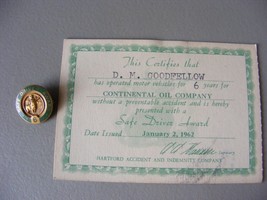 This Certifies that
D. M. GOODFELLOW
has operated motor vehicles for 6 years for
CONTINENTAL OIL COMPANY
without a preventable accident and is hereby
presented with a
Safe Driver Award
Date Issued January 2, 1962
HARTFORD ACCIDENT AND INDEMNITY COMPANY